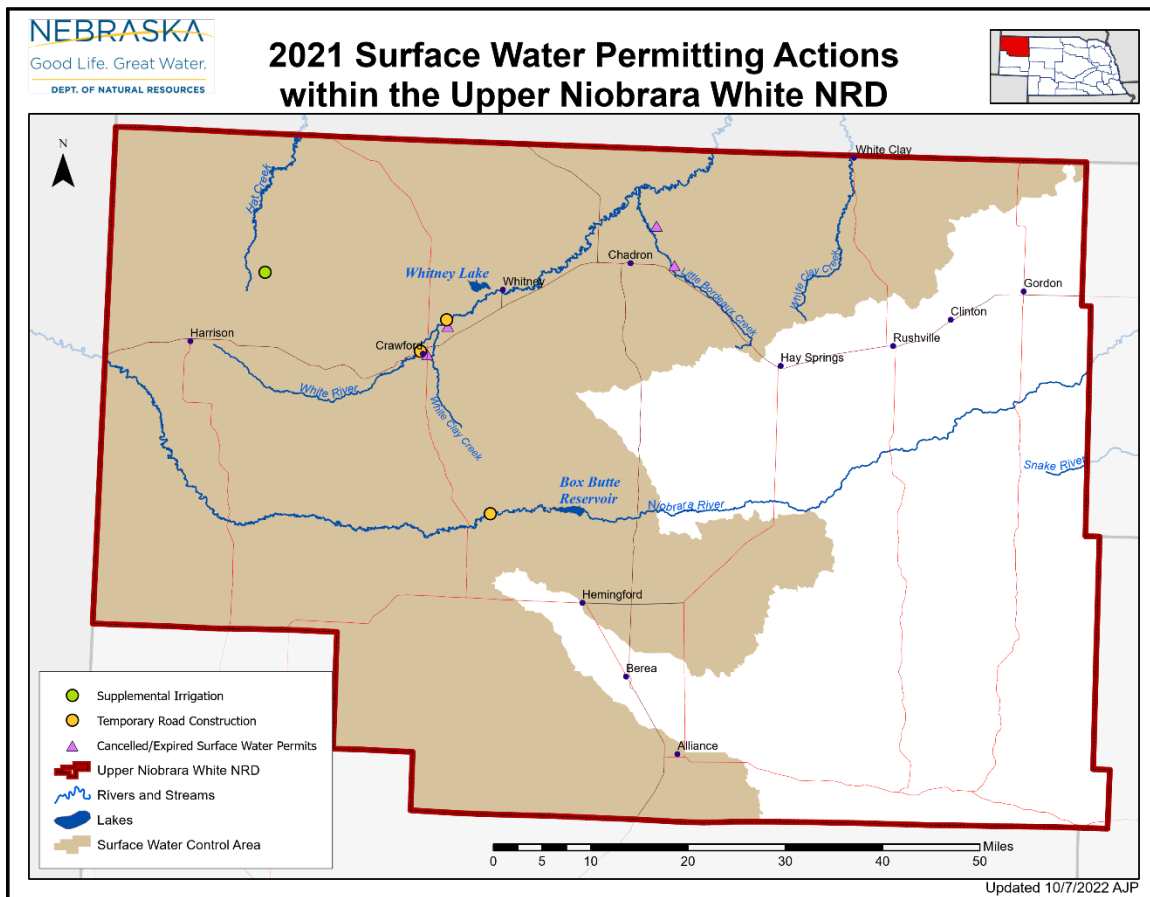 NEBRASKA
Good Life. Great Water.
DEPT. OF NATURAL RESOURCES
2021 Surface Water Permitting Actions
within the Upper Niobrara White NRD
N
White Clay
Hat Creek
Chadron
Whitney Lake
Whitney
Little Bordeaux Creek
White Clay Creek
Gordon
Clinton
Harrison
Crawford
Rushville
Hay Springs
White River
White Clay Creek
Snake River
Box Butte
Reservoir
Niobrara River
Hemingford
Berea
Alliance
Supplemental Irrigation
Temporary Road Construction
Cancelled/Expired Surface Water Permits
Upper Niobrara White NRD
Rivers and Streams
Lakes
Surface Water Control Area
Miles
0 5 10 20 30 40 50
Updated 10/7/2022 AJP